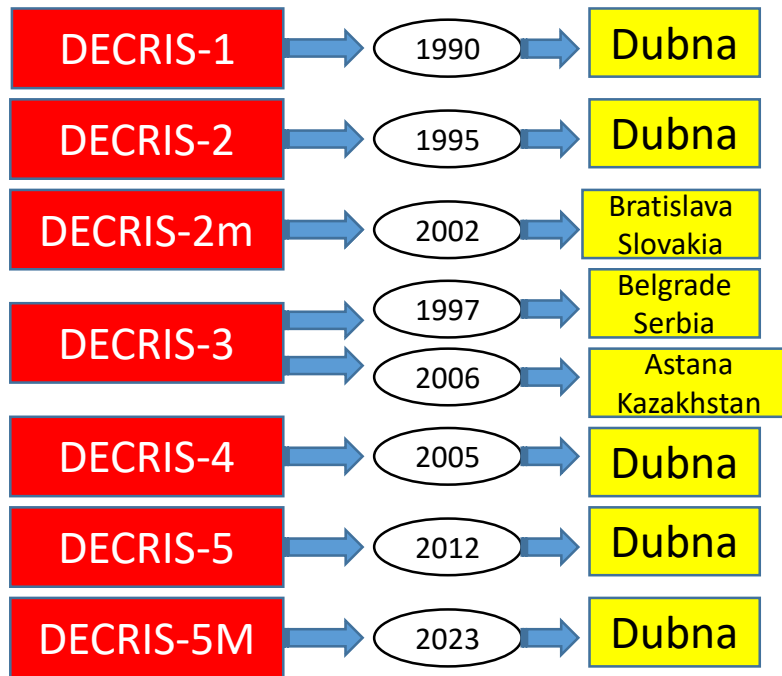 DECRIS-1
1990
Dubna
DECRIS-2
1995
Dubna
DECRIS-2m
2002
Bratislava
Slovakia
DECRIS-3
1997
Belgrade
Serbia
2006
Astana
Kazakhstan
DECRIS-4
2005
Dubna
DECRIS-5
2012
Dubna
DECRIS-5M
2023
Dubna